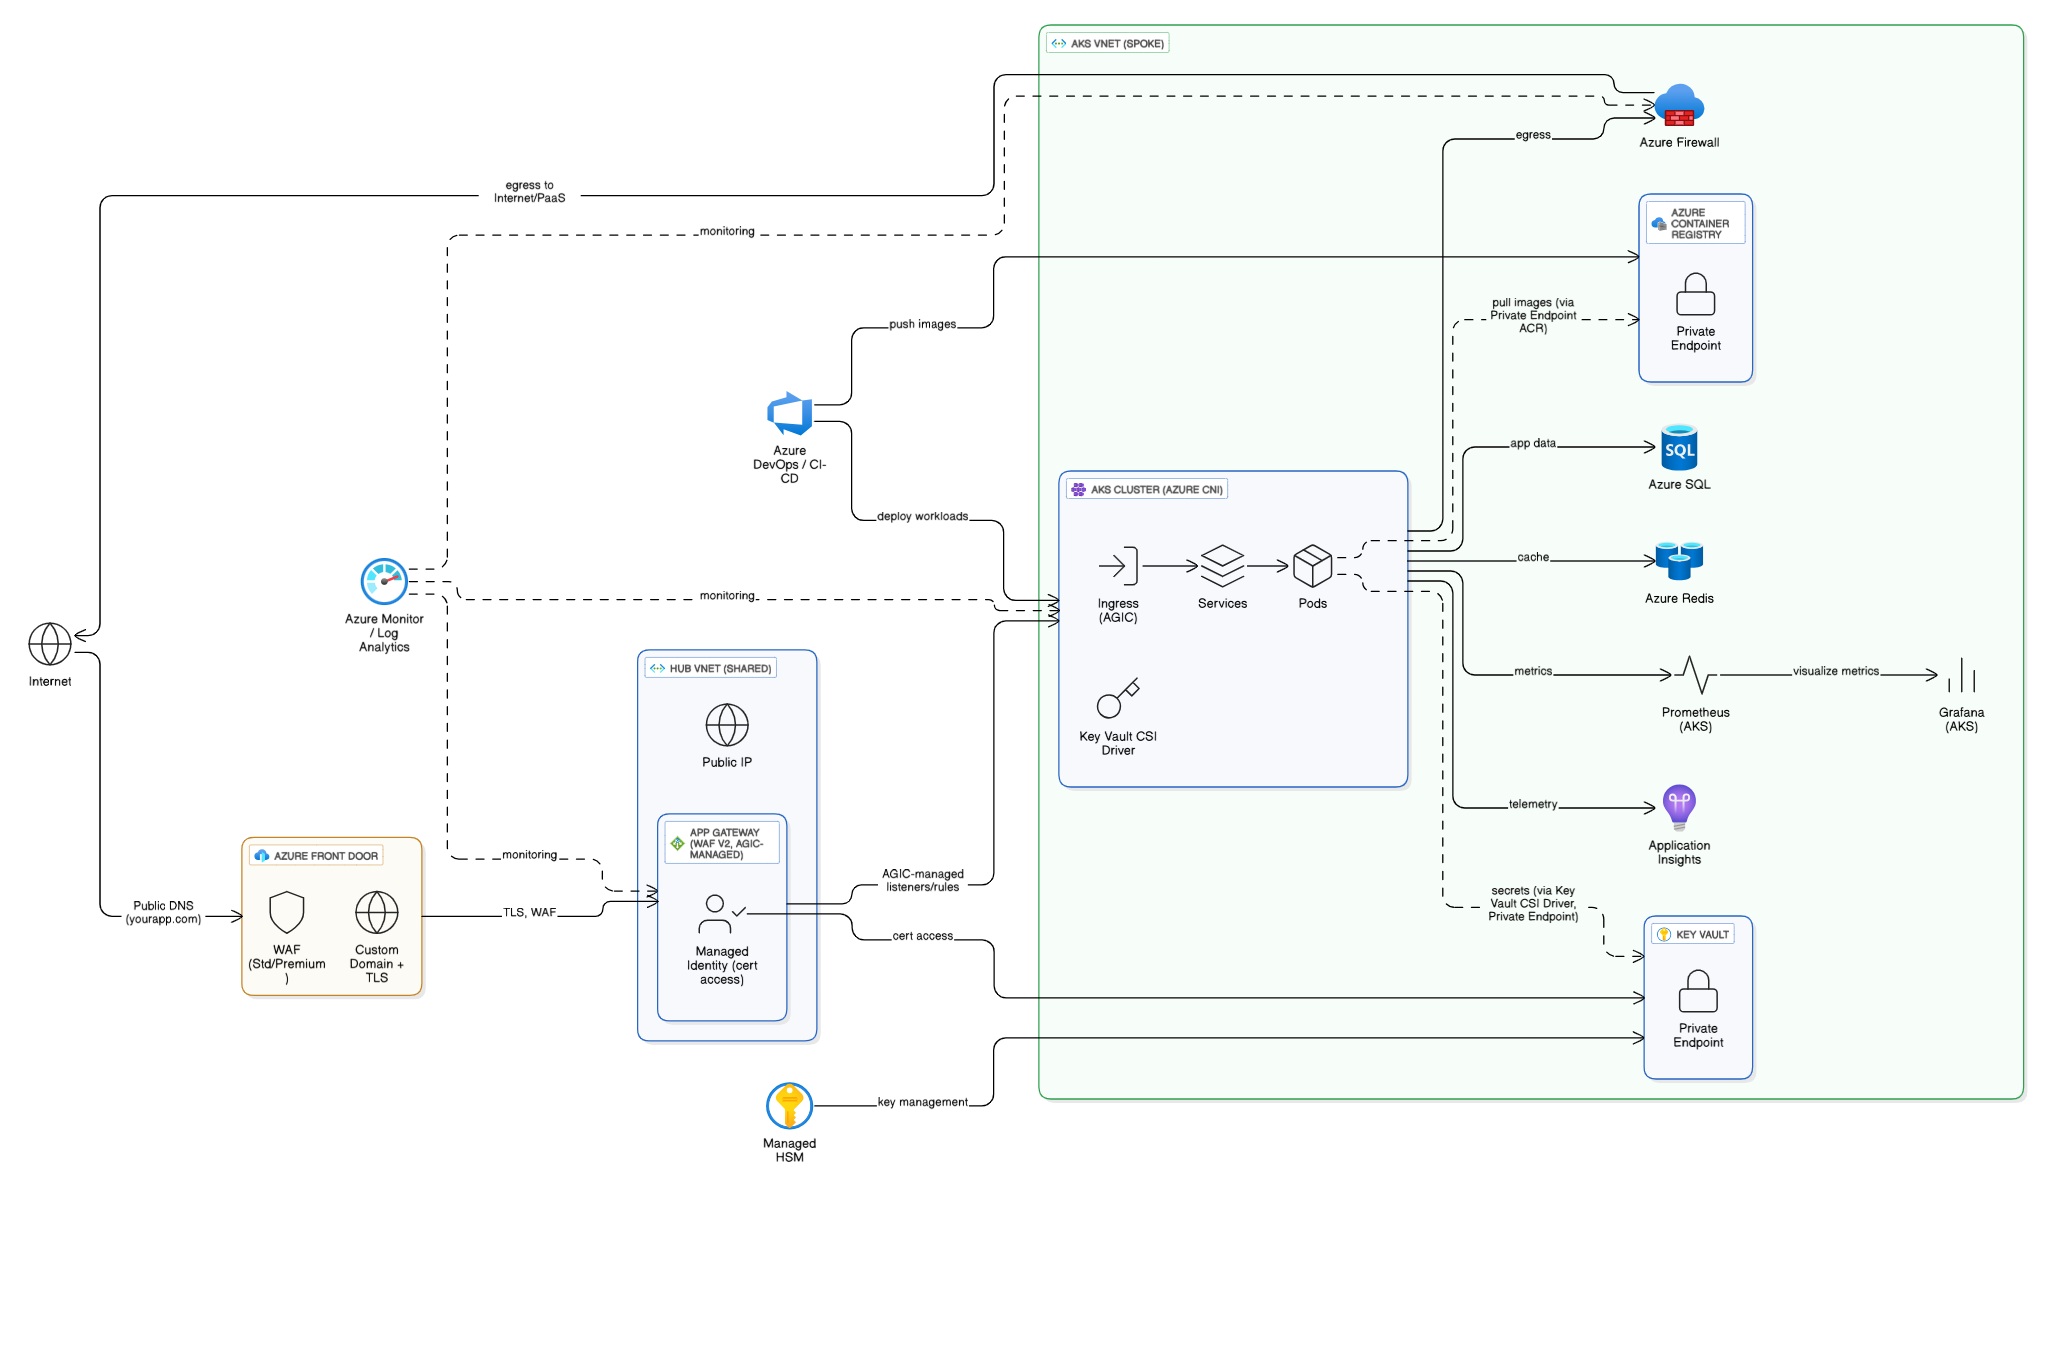 AKS VNET (SPOKE)
Azure Firewall
egress
egress to
Internet/PaaS
monitoring
AZURE
CONTAINER
REGISTRY
Private
Endpoint
pull images (via
Private Endpoint
ACR)
push images
Azure
DevOps / CI-
CD
deploy workloads
app data
Azure SQL
AKS CLUSTER (AZURE CNI)
Ingress
(AGIC)
Services
Pods
Key Vault CSI
Driver
cache
Azure Redis
Azure Monitor
/ Log
Analytics
monitoring
Internet
HUB VNET (SHARED)
Public IP
metrics
Prometheus
(AKS)
visualize metrics
Grafana
(AKS)
telemetry
Application
Insights
APP GATEWAY
(WAF V2, AGIC-
MANAGED)
Managed
Identity (cert
access)
monitoring
AZURE FRONT DOOR
WAF
(Std/Premium
)
Custom
Domain +
TLS
Public DNS
(yourapp.com)
TLS, WAF
AGIC-managed
listeners/rules
cert access
secrets (via Key
Vault CSI Driver,
Private Endpoint)
KEY VAULT
Private
Endpoint
key management
Managed
HSM